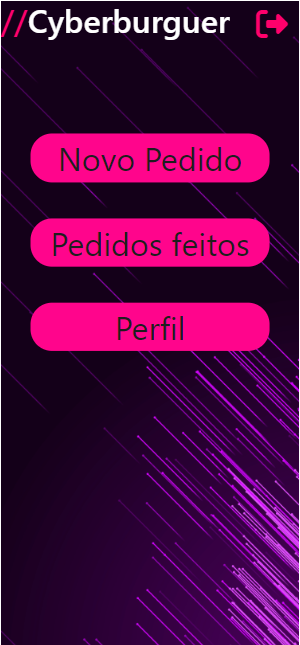 //Cyberburguer
Novo Pedido
Pedidos feitos
Perfil